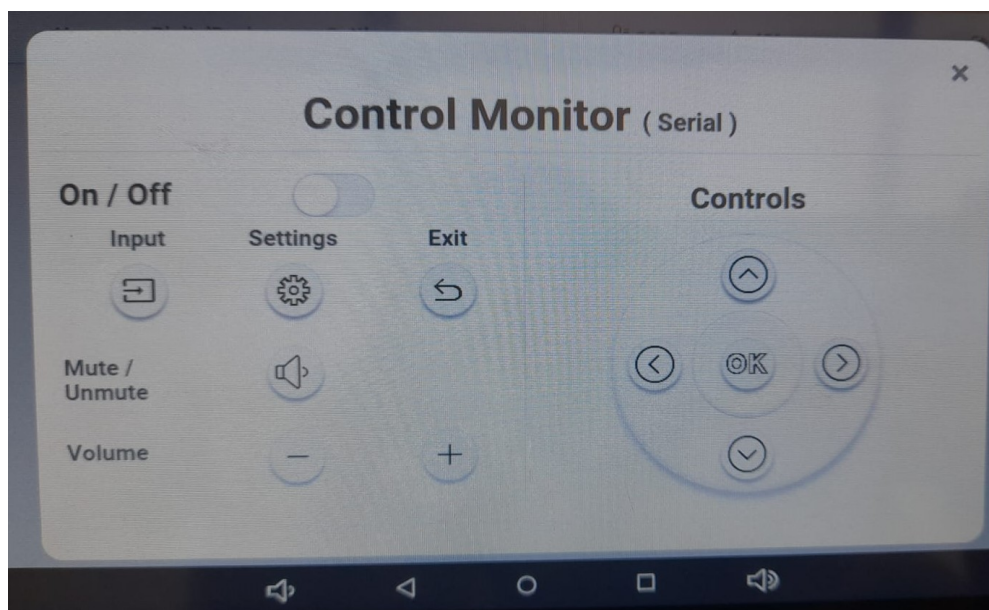 Control Monitor ( Serial )
On / Off
Controls
Input Settings Exit
Mute /
Unmute
OK
Volume